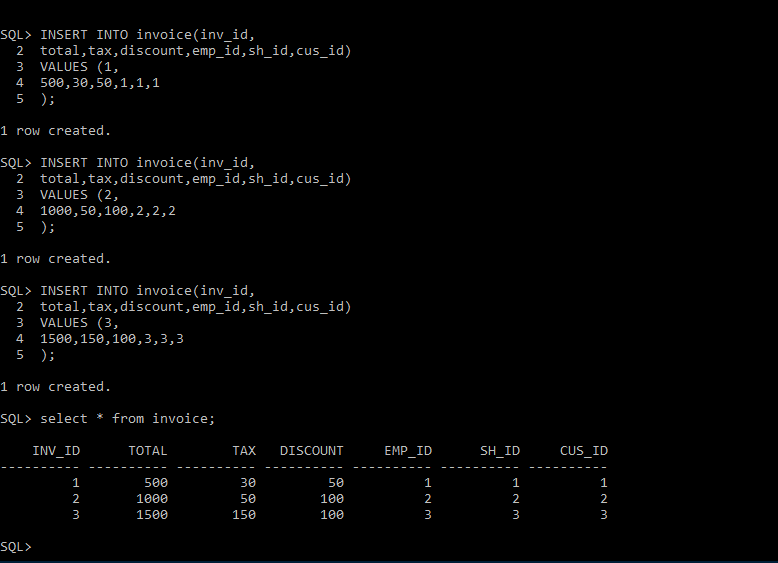 SQL> INSERT INTO invoice(inv_id,
  2  total,tax,discount,emp_id,sh_id,cus_id)
  3  VALUES (1,
  4  500,30,50,1,1,1
  5  );

1 row created.

SQL> INSERT INTO invoice(inv_id,
  2  total,tax,discount,emp_id,sh_id,cus_id)
  3  VALUES (2,
  4  1000,50,100,2,2,2
  5  );

1 row created.

SQL> INSERT INTO invoice(inv_id,
  2  total,tax,discount,emp_id,sh_id,cus_id)
  3  VALUES (3,
  4  1500,150,100,3,3,3
  5  );

1 row created.

SQL> select * from invoice;

    INV_ID      TOTAL        TAX   DISCOUNT     EMP_ID      SH_ID     CUS_ID
---------- ---------- ---------- ---------- ---------- ---------- ----------
         1        500         30         50          1          1          1
         2       1000         50        100          2          2          2
         3       1500        150        100          3          3          3

SQL>